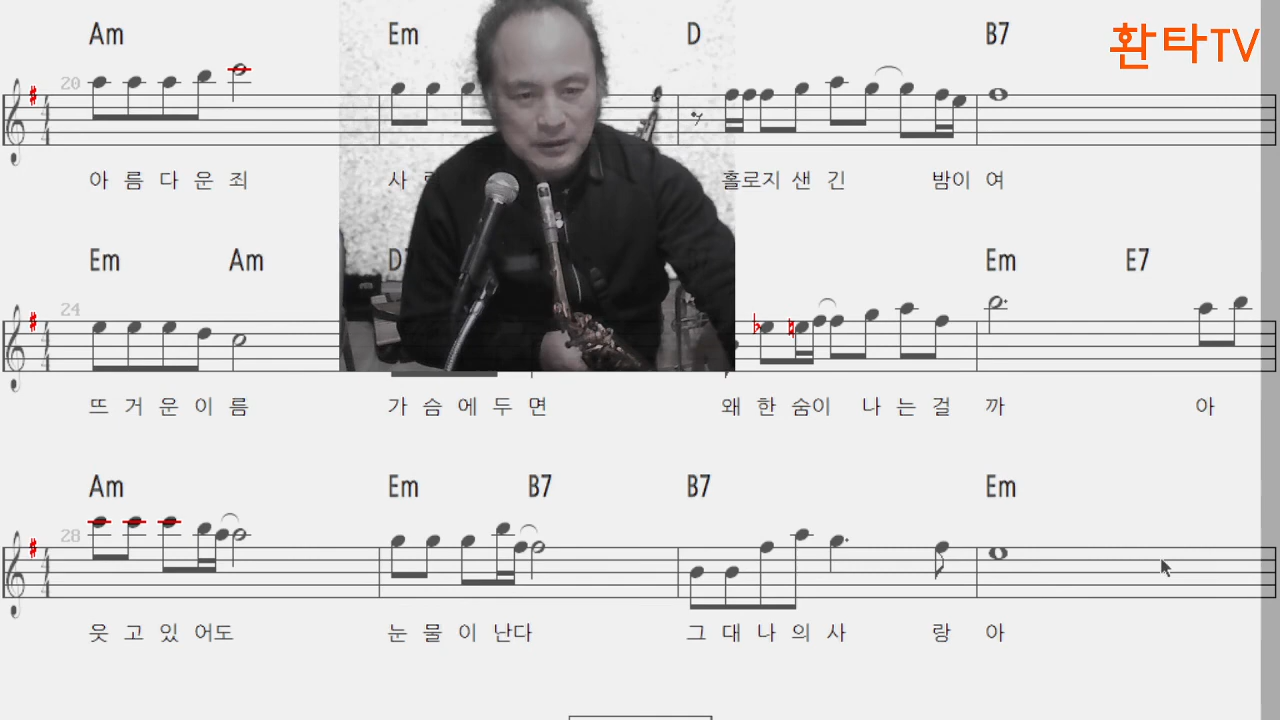 환타TV
Am Em D B7
20
아 름 다 운 죄 사 홀로지 샌 긴 밤이 여
Em Am Em E7
24
뜨 거 운 이 름 가 슴 에 두 면 왜 한 숨이 나 는 걸 까 아
Am Em B7 B7 Em
28
웃 고 있 어도 눈 물 이 난다 그 대 나 의 사 랑 아